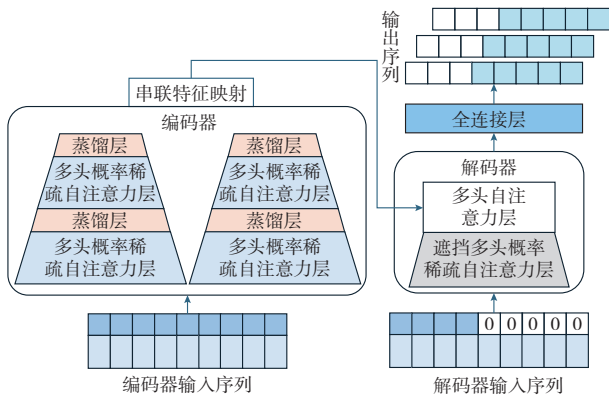 输出序列
串联特征映射
编码器
蒸馏层
多头概率稀
疏自注意力层
蒸馏层
多头概率稀
疏自注意力层
蒸馏层
多头概率稀
疏自注意力层
蒸馏层
多头概率稀
疏自注意力层
编码器输入序列
全连接层
解码器
多头自注
意力层
遮挡多头概率
稀疏自注意力层
0 0 0 0 0
解码器输入序列